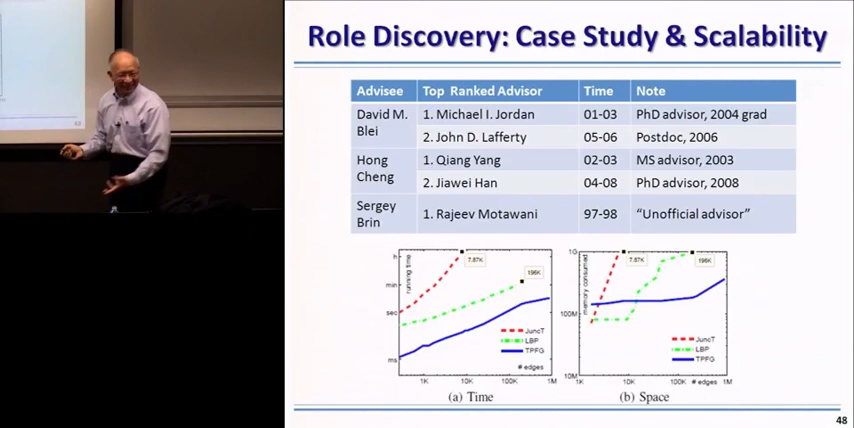 Role Discovery: Case Study & Scalability
Advisee Top Ranked Advisor Time Note
David M. Blei 1. Michael I. Jordan 01-03 PhD advisor, 2004 grad
2. John D. Lafferty 05-06 Postdoc, 2006
Hong Cheng 1. Qiang Yang 02-03 MS advisor, 2003
2. Jiawei Han 04-08 PhD advisor, 2008
Sergey Brin 1. Rajeev Motawani 97-98 "Unofficial advisor"
h
min
sec
ms
running time
7.87K
196K
JuncT
LBP
TPFG
# edges
1K 10K 100K 1M
(a) Time
1G
100M
10M
memory consumed
7.87K
196K
JuncT
LBP
TPFG
# edges
1K 10K 100K 1M
(b) Space
48